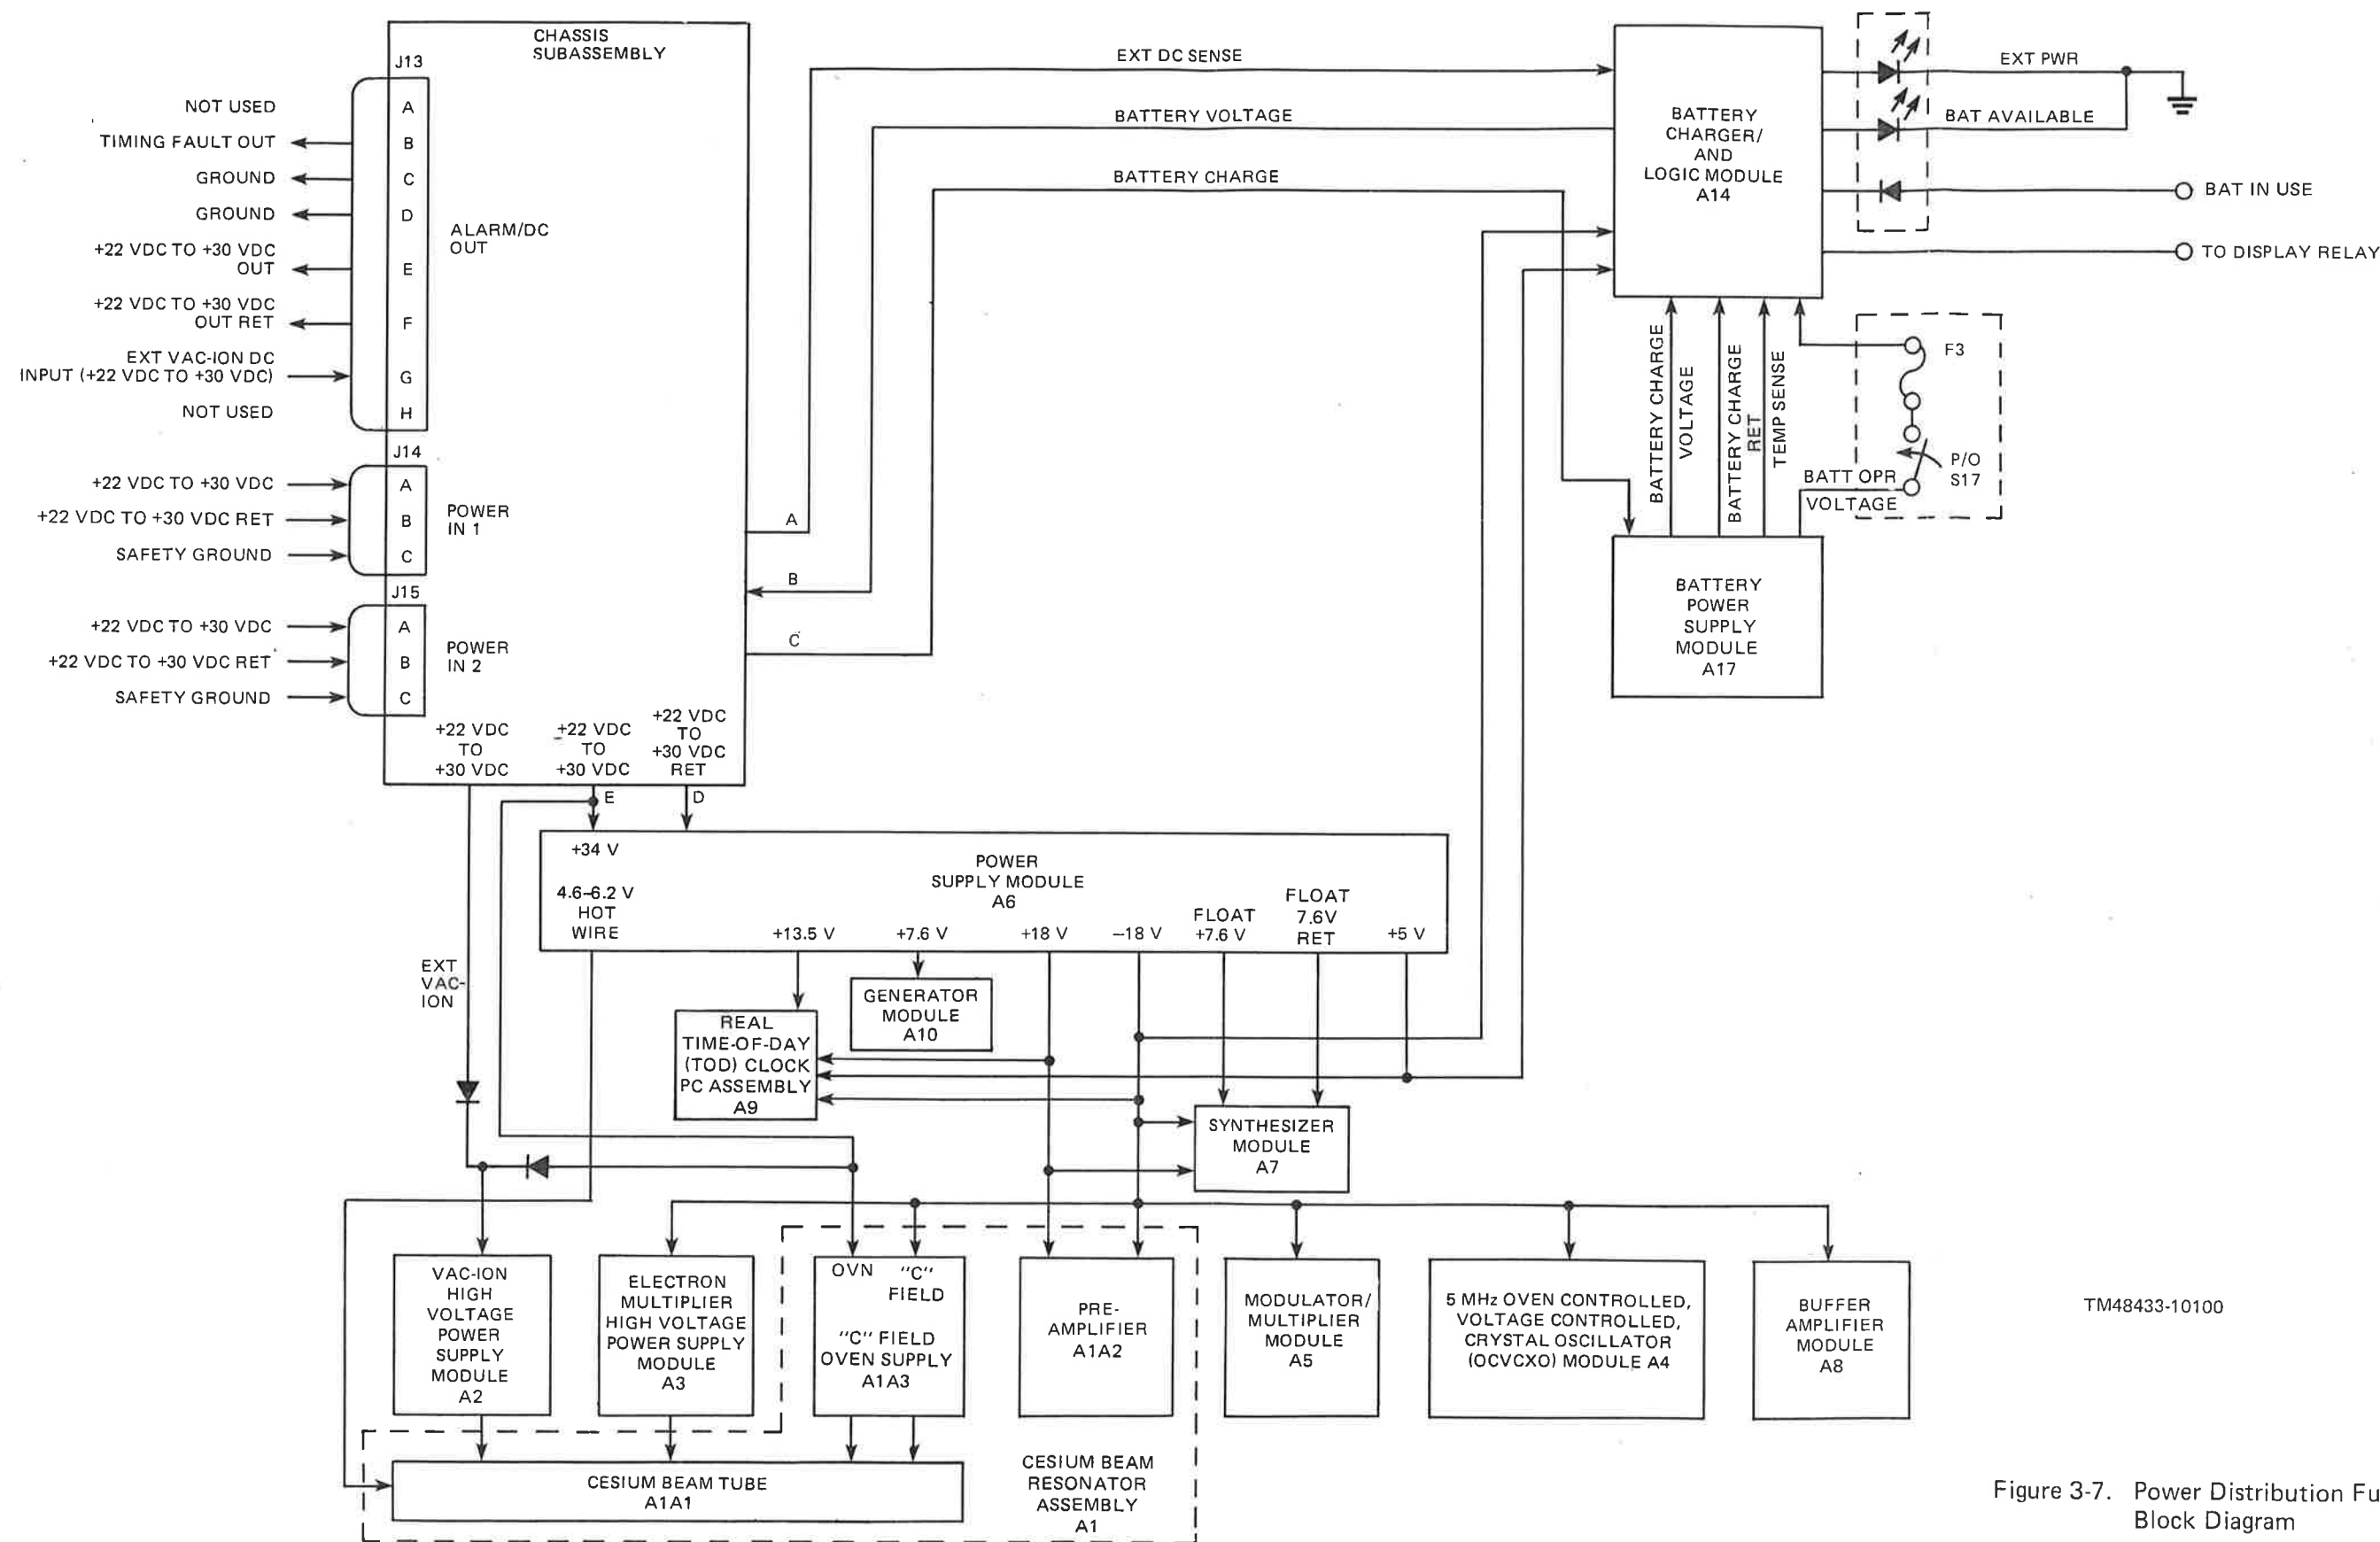 CHASSIS
SUBASSEMBLY
J13
NOT USED
A
TIMING FAULT OUT
B
GROUND
C
GROUND
D
+22 VDC TO +30 VDC
OUT
E
+22 VDC TO +30 VDC
OUT RET
F
EXT VAC-ION DC
INPUT (+22 VDC TO +30 VDC)
G
NOT USED
H
ALARM/DC
OUT
J14
+22 VDC TO +30 VDC
A
+22 VDC TO +30 VDC RET
B
SAFETY GROUND
C
POWER
IN 1
J15
+22 VDC TO +30 VDC
A
+22 VDC TO +30 VDC RET
B
SAFETY GROUND
C
POWER
IN 2
+22 VDC
TO
+30 VDC
+22 VDC
TO
+30 VDC
+22 VDC
TO
+30 VDC
RET
A
B
C
E
D
EXT DC SENSE
BATTERY VOLTAGE
BATTERY CHARGE
BATTERY
CHARGER/
AND
LOGIC MODULE
A14
EXT PWR
BAT AVAILABLE
BAT IN USE
TO DISPLAY RELAY
BATTERY CHARGE
VOLTAGE
BATTERY CHARGE
RET
TEMP SENSE
F3
P/O
S17
BATT OPR
VOLTAGE
BATTERY
POWER
SUPPLY
MODULE
A17
+34 V
4.6-6.2 V
HOT
WIRE
POWER
SUPPLY MODULE
A6
+13.5 V
+7.6 V
+18 V
−18 V
FLOAT
+7.6 V
FLOAT
7.6V
RET
+5 V
EXT
VAC-
ION
GENERATOR
MODULE
A10
REAL
TIME-OF-DAY
(TOD) CLOCK
PC ASSEMBLY
A9
SYNTHESIZER
MODULE
A7
VAC-ION
HIGH
VOLTAGE
POWER
SUPPLY
MODULE
A2
ELECTRON
MULTIPLIER
HIGH VOLTAGE
POWER SUPPLY
MODULE
A3
OVN
"C"
FIELD
"C" FIELD
OVEN SUPPLY
A1A3
PRE-
AMPLIFIER
A1A2
MODULATOR/
MULTIPLIER
MODULE
A5
5 MHz OVEN CONTROLLED,
VOLTAGE CONTROLLED,
CRYSTAL OSCILLATOR
(OCVCXO) MODULE A4
BUFFER
AMPLIFIER
MODULE
A8
TM48433-10100
CESIUM BEAM TUBE
A1A1
CESIUM BEAM
RESONATOR
ASSEMBLY
A1
Figure 3-7. Power Distribution Fu
Block Diagram